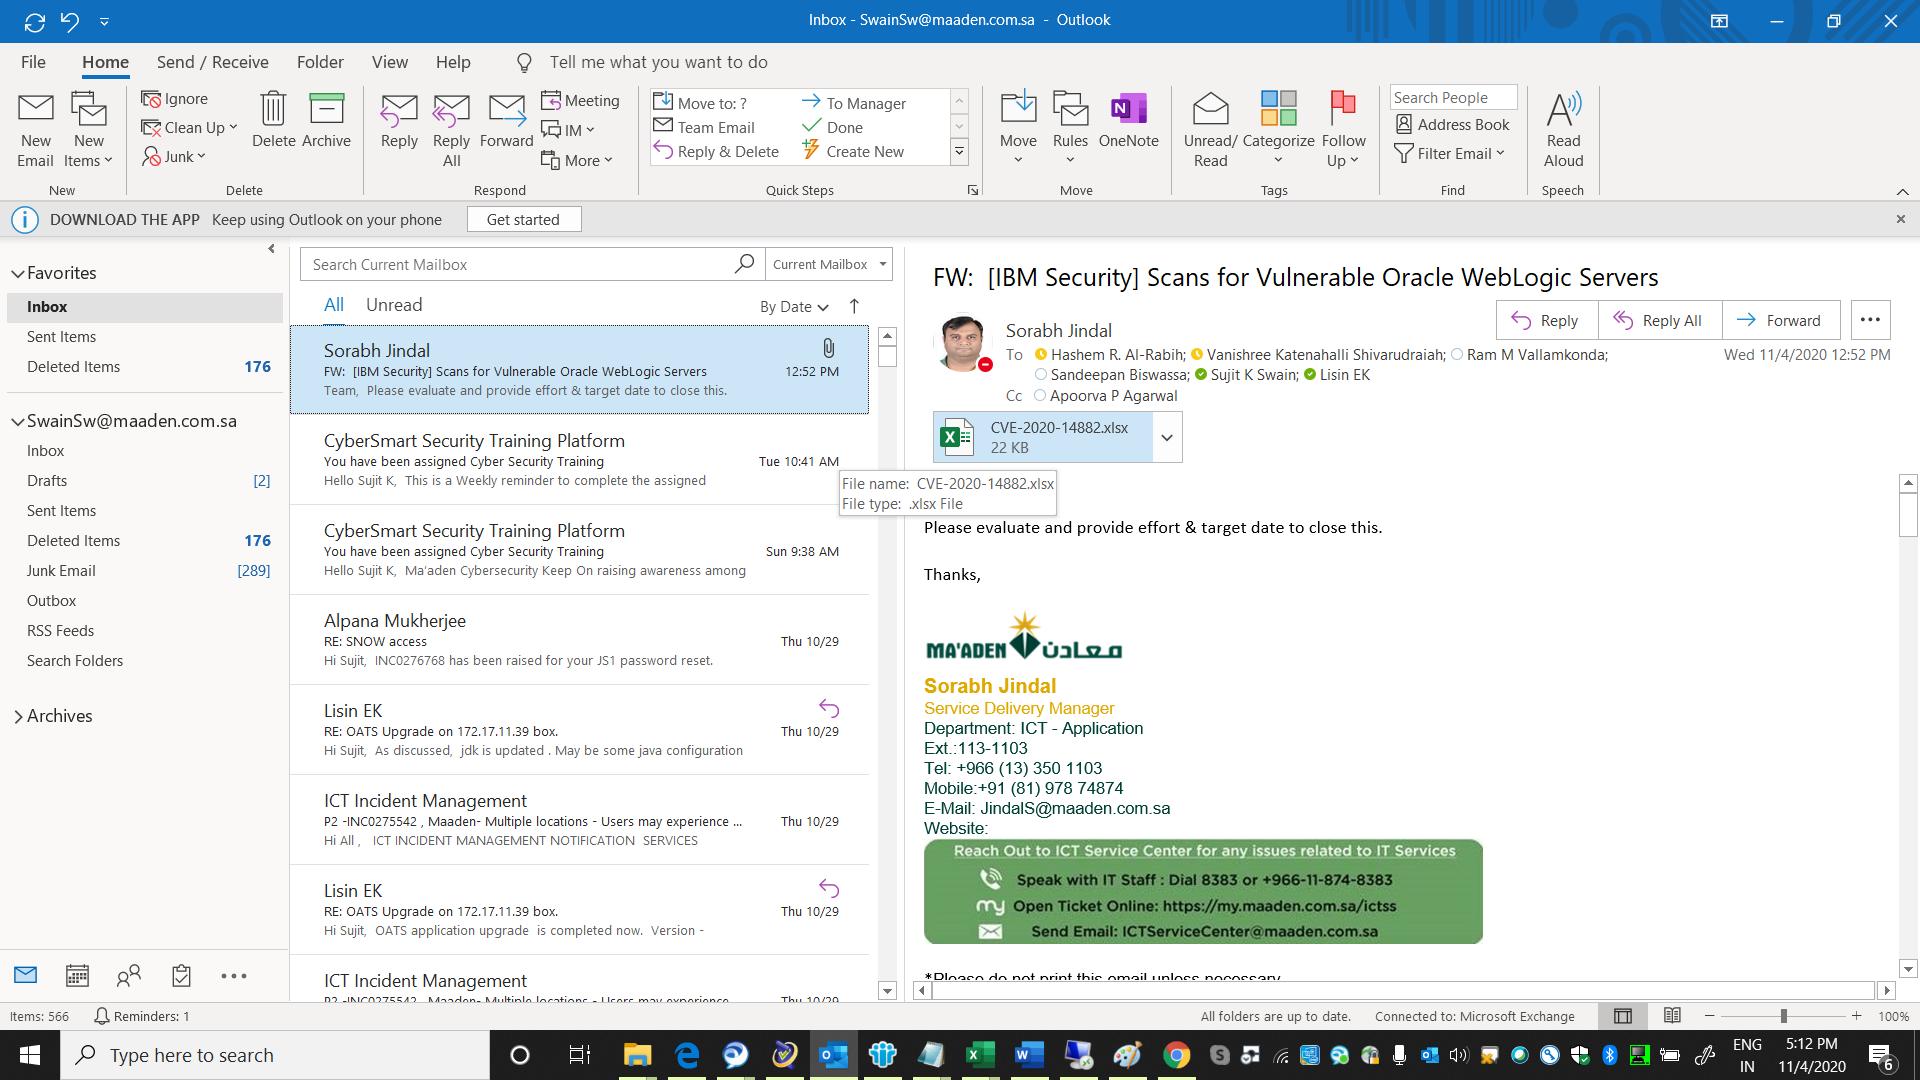 Inbox - SwainSw@maaden.com.sa - Outlook
File Home Send / Receive Folder View Help Tell me what you want to do
New Email
New Items
New
Ignore
Clean Up
Junk
Delete
Archive
Delete
Reply
Reply All
Forward
Meeting
IM
More
Respond
Move to: ?
Team Email
Reply & Delete
To Manager
Done
Create New
Quick Steps
Move
Rules
OneNote
Move
Unread/ Read
Categorize
Follow Up
Tags
Search People
Address Book
Filter Email
Find
Read Aloud
Speech
DOWNLOAD THE APP Keep using Outlook on your phone Get started
Favorites
Inbox
Sent Items
Deleted Items 176
SwainSw@maaden.com.sa
Inbox
Drafts [2]
Sent Items
Deleted Items 176
Junk Email [289]
Outbox
RSS Feeds
Search Folders
Archives
Search Current Mailbox Current Mailbox
All Unread By Date
Sorabh Jindal
FW: [IBM Security] Scans for Vulnerable Oracle WebLogic Servers 12:52 PM
Team, Please evaluate and provide effort & target date to close this.
CyberSmart Security Training Platform
You have been assigned Cyber Security Training Tue 10:41 AM
Hello Sujit K, This is a Weekly reminder to complete the assigned
CyberSmart Security Training Platform
You have been assigned Cyber Security Training Sun 9:38 AM
Hello Sujit K, Ma'aden Cybersecurity Keep On raising awareness among
Alpana Mukherjee
RE: SNOW access Thu 10/29
Hi Sujit, INC0276768 has been raised for your JS1 password reset.
Lisin EK
RE: OATS Upgrade on 172.17.11.39 box. Thu 10/29
Hi Sujit, As discussed, jdk is updated . May be some java configuration
ICT Incident Management
P2 -INC0275542 , Maaden- Multiple locations - Users may experience ... Thu 10/29
Hi All , ICT INCIDENT MANAGEMENT NOTIFICATION SERVICES
Lisin EK
RE: OATS Upgrade on 172.17.11.39 box. Thu 10/29
Hi Sujit, OATS application upgrade is completed now. Version -
ICT Incident Management
P2 -INC0275542 , Maaden- Multiple locations - Users may experience Thu 10/29
FW: [IBM Security] Scans for Vulnerable Oracle WebLogic Servers
Reply Reply All Forward
Sorabh Jindal
To Hashem R. Al-Rabih; Vanishree Katenahalli Shivarudraiah; Ram M Vallamkonda; Wed 11/4/2020 12:52 PM
Sandeepan Biswassa; Sujit K Swain; Lisin EK
Cc Apoorva P Agarwal
CVE-2020-14882.xlsx
22 KB
File name: CVE-2020-14882.xlsx
File type: .xlsx File
Please evaluate and provide effort & target date to close this.
Thanks,
MA'ADEN معادن
Sorabh Jindal
Service Delivery Manager
Department: ICT - Application
Ext.:113-1103
Tel: +966 (13) 350 1103
Mobile:+91 (81) 978 74874
E-Mail: JindalS@maaden.com.sa
Website:
Reach Out to ICT Service Center for any issues related to IT Services
Speak with IT Staff : Dial 8383 or +966-11-874-8383
my Open Ticket Online: https://my.maaden.com.sa/ictss
Send Email: ICTServiceCenter@maaden.com.sa
*Please do not print this email unless necessary
Items: 566 Reminders: 1 All folders are up to date. Connected to: Microsoft Exchange 100%
Type here to search
ENG
IN
5:12 PM
11/4/2020
6